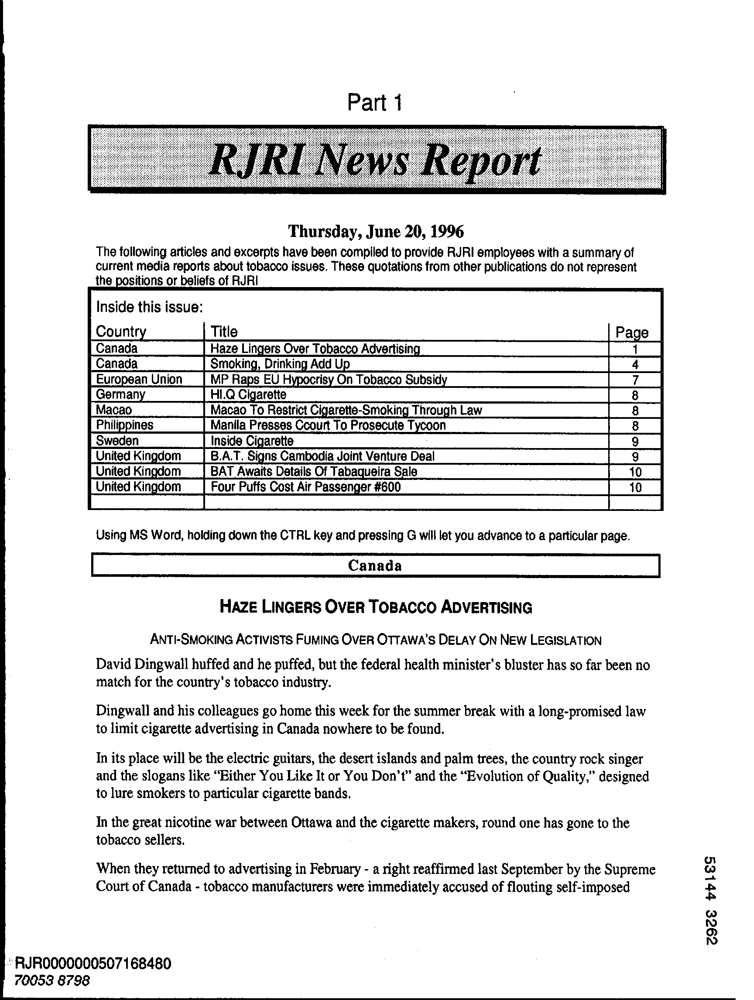 Part 1
RJRI News Report
Thursday, June 20, 1996
The following articles and excerpts have been compiled to provide RJRI employees with a summary of
current media reports about tobacco issues. These quotations from other publications do not represent
the positions or beliefs of RJRI
Inside this issue:
Country Title Page
Canada Haze Lingers Over Tobacco Advertising 1
Canada Smoking, Drinking Add Up 4
European Union MP Raps EU Hypocrisy On Tobacco Subsidy 7
Germany HI.Q Cigarette 8
Macao Macao To Restrict Cigarette-Smoking Through Law 8
Philippines Manila Presses Ccourt To Prosecute Tycoon 8
Sweden Inside Cigarette 9
United Kingdom B.A.T. Signs Cambodia Joint Venture Deal 9
United Kingdom BAT Awaits Details Of Tabaqueira Sale 10
United Kingdom Four Puffs Cost Air Passenger #600 10
Using MS Word, holding down the CTRL key and pressing G will let you advance to a particular page.
Canada
HAZE LINGERS OVER TOBACCO ADVERTISING
ANTI-SMOKING ACTIVISTS FUMING OVER OTTAWA'S DELAY ON NEW LEGISLATION
David Dingwall huffed and he puffed, but the federal health minister's bluster has so far been no
match for the country's tobacco industry.
Dingwall and his colleagues go home this week for the summer break with a long-promised law
to limit cigarette advertising in Canada nowhere to be found.
In its place will be the electric guitars, the desert islands and palm trees, the country rock singer
and the slogans like "Either You Like It or You Don't" and the "Evolution of Quality," designed
to lure smokers to particular cigarette bands.
In the great nicotine war between Ottawa and the cigarette makers, round one has gone to the
tobacco sellers.
When they returned to advertising in February - a right reaffirmed last September by the Supreme
Court of Canada - tobacco manufacturers were immediately accused of flouting self-imposed
53144 3262
RJR0000000507168480
70053 8798